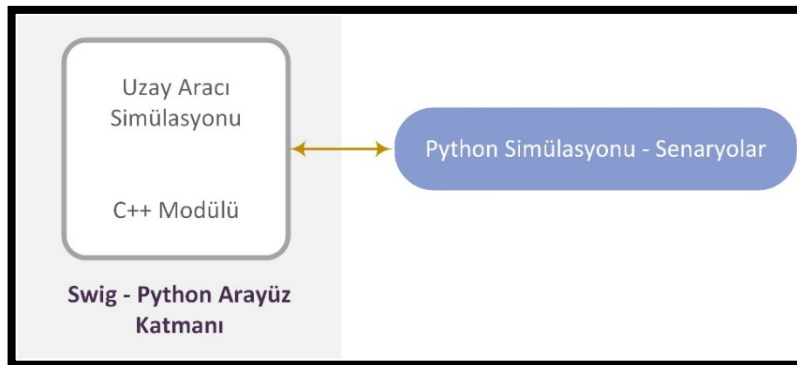 Uzay Aracı
Simülasyonu
C++ Modülü
Swig - Python Arayüz
Katmanı
Python Simülasyonu - Senaryolar